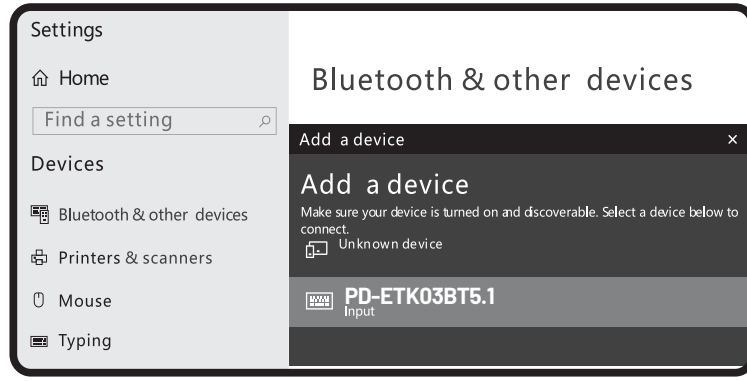 Settings
Home
Find a setting
Devices
Bluetooth & other devices
Printers & scanners
Mouse
Typing
Bluetooth & other devices
Add a device
Add a device
Make sure your device is turned on and discoverable. Select a device below to
connect.
Unknown device
PD-ETK03BT5.1
Input